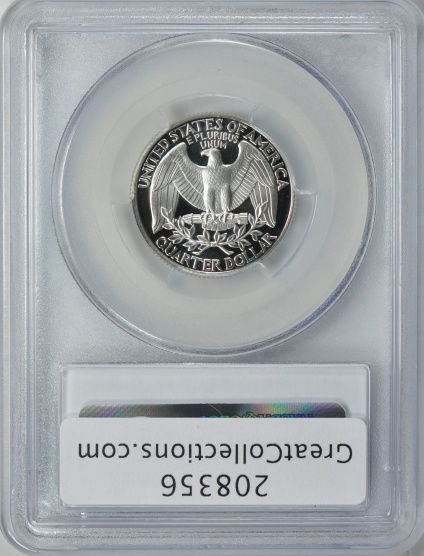 UNITED STATES OF AMERICA
E PLURIBUS
UNUM
QUARTER DOLLAR
208356
GreatCollections.com